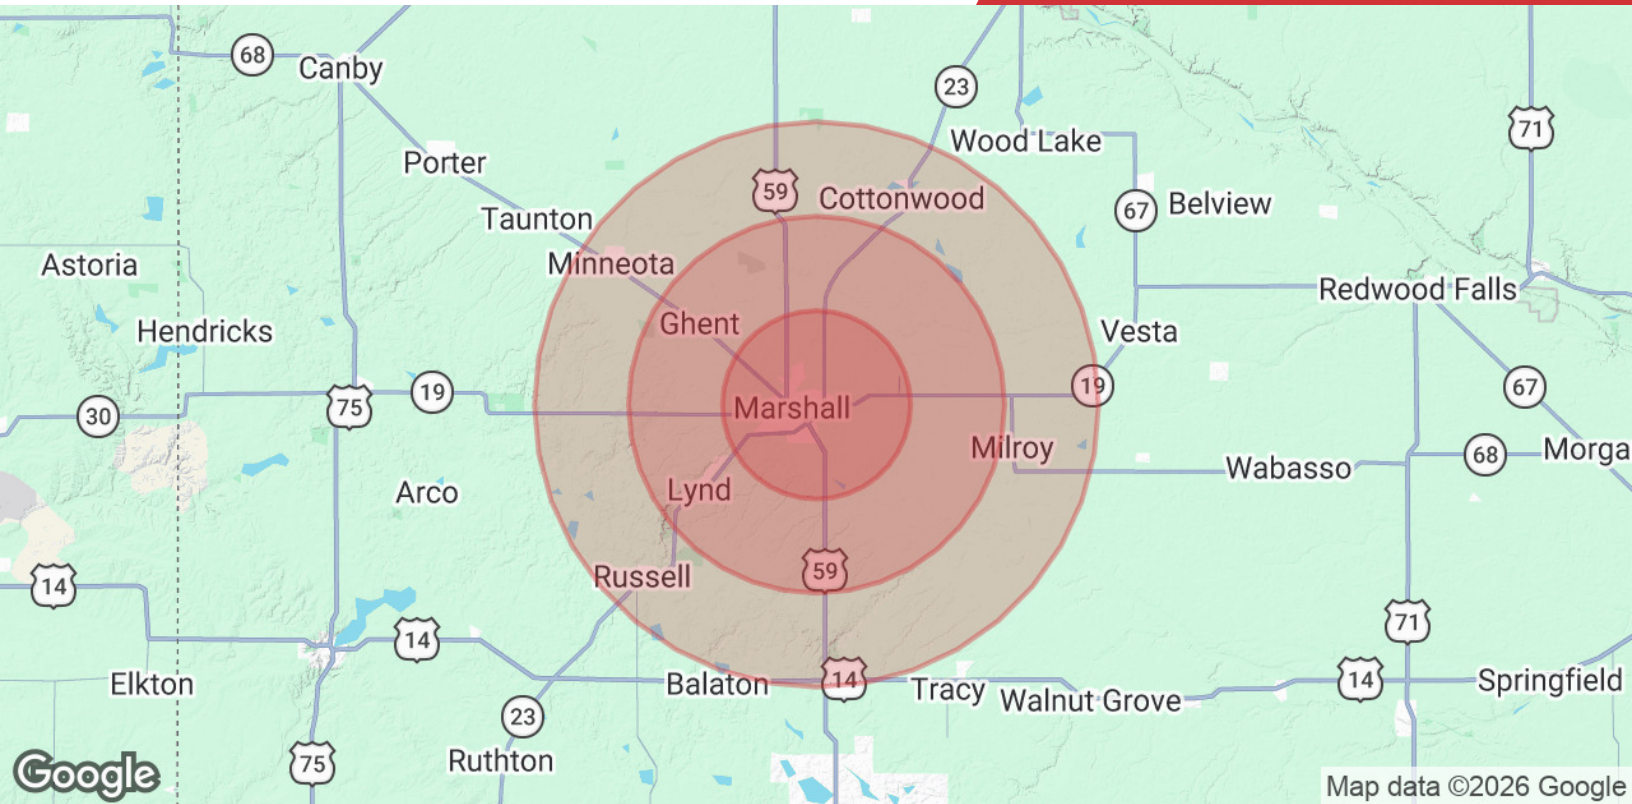 68
Canby
23
71
Wood Lake
Porter
59
Cottonwood
67
Belview
Taunton
Astoria
Minneota
Redwood Falls
Ghent
Hendricks
Vesta
75
19
19
67
30
Marshall
Milroy
68
Morga
Wabasso
Lynd
Arco
59
Russell
14
71
14
Elkton
Balaton
14
Tracy
Walnut Grove
14
Springfield
23
Ruthton
75
Google
Map data ©2026 Google